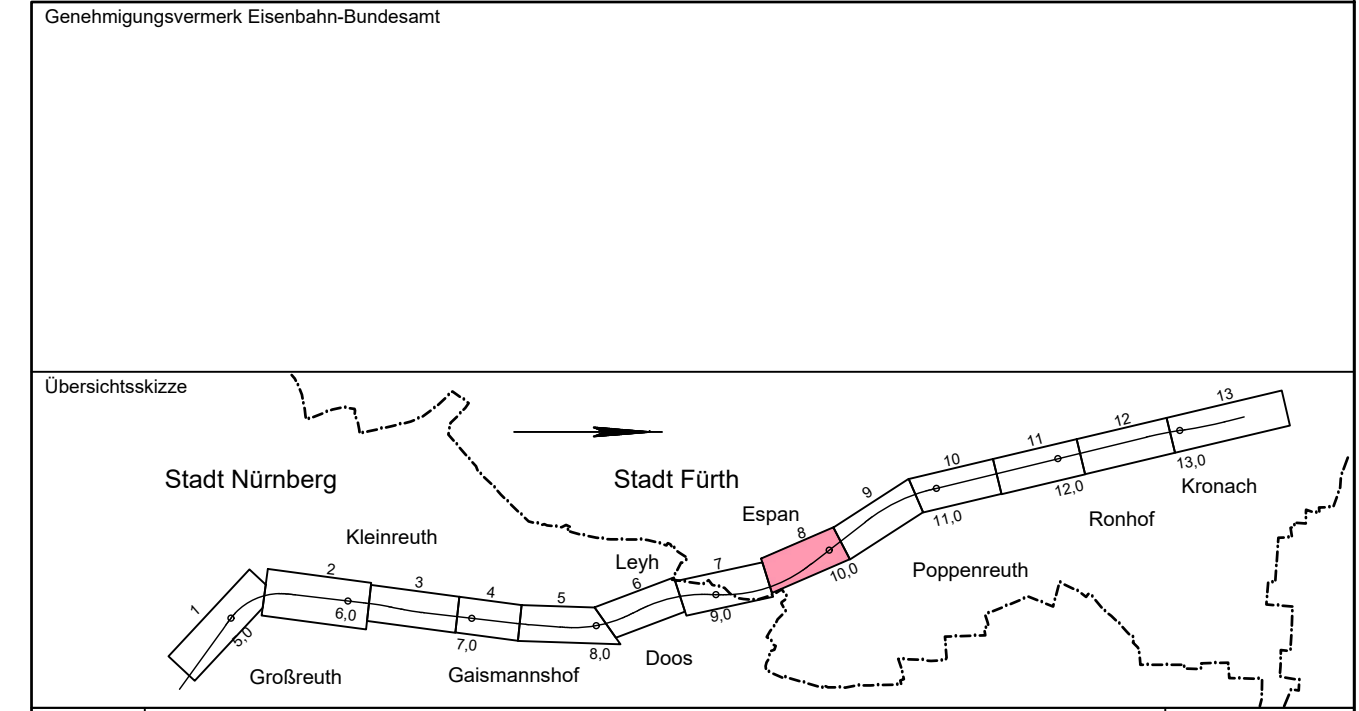 Genehmigungsvermerk Eisenbahn-Bundesamt
Übersichtsskizze
Stadt Nürnberg
Stadt Fürth
Kleinreuth
Leyh
Espan
Großreuth
Gaismannshof
Doos
Poppenreuth
Ronhof
Kronach
1
2
3
4
5
6
7
8
9
10
11
12
13
5,0
6,0
7,0
8,0
9,0
10,0
11,0
12,0
13,0